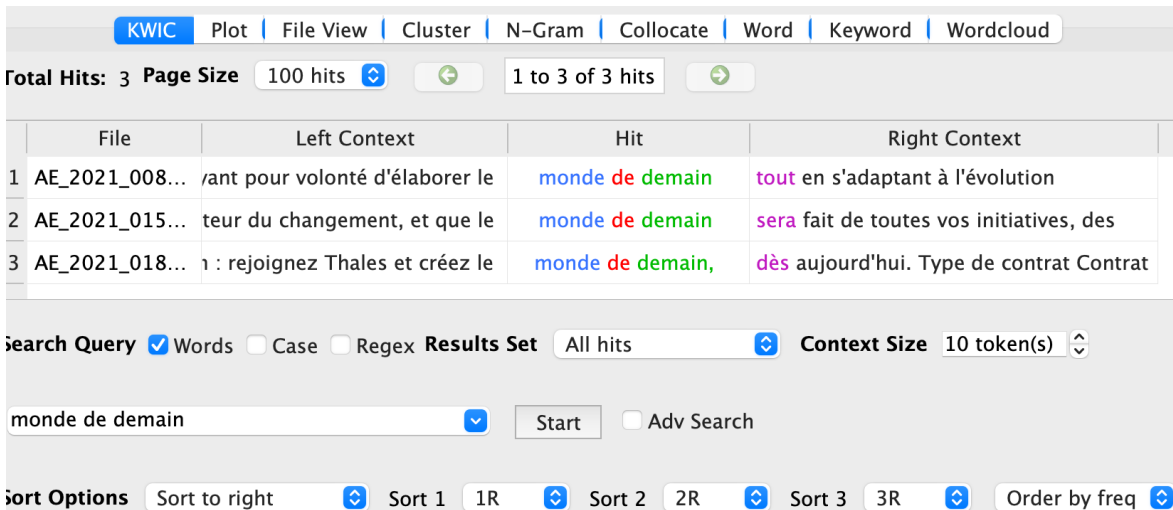 KWIC Plot File View Cluster N-Gram Collocate Word Keyword Wordcloud
Total Hits: 3 Page Size 100 hits 1 to 3 of 3 hits
File Left Context Hit Right Context
1 AE_2021_008... yant pour volonté d'élaborer le monde de demain tout en s'adaptant à l'évolution
2 AE_2021_015... teur du changement, et que le monde de demain sera fait de toutes vos initiatives, des
3 AE_2021_018... : rejoignez Thales et créez le monde de demain, dès aujourd'hui. Type de contrat Contrat
Search Query Words Case Regex Results Set All hits Context Size 10 token(s)
monde de demain Start Adv Search
Sort Options Sort to right Sort 1 1R Sort 2 2R Sort 3 3R Order by freq